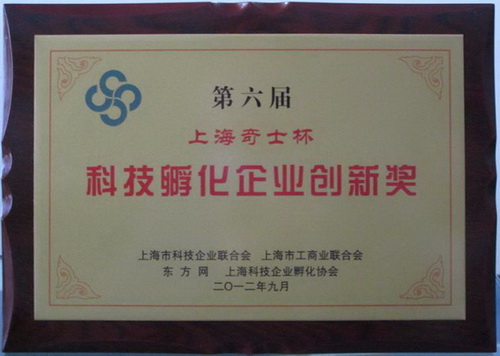 第六届
上海奇士杯
科技孵化企业创新奖
上海市科技企业联合会 上海市工商业联合会
东方网 上海科技企业孵化协会
二〇一二年九月